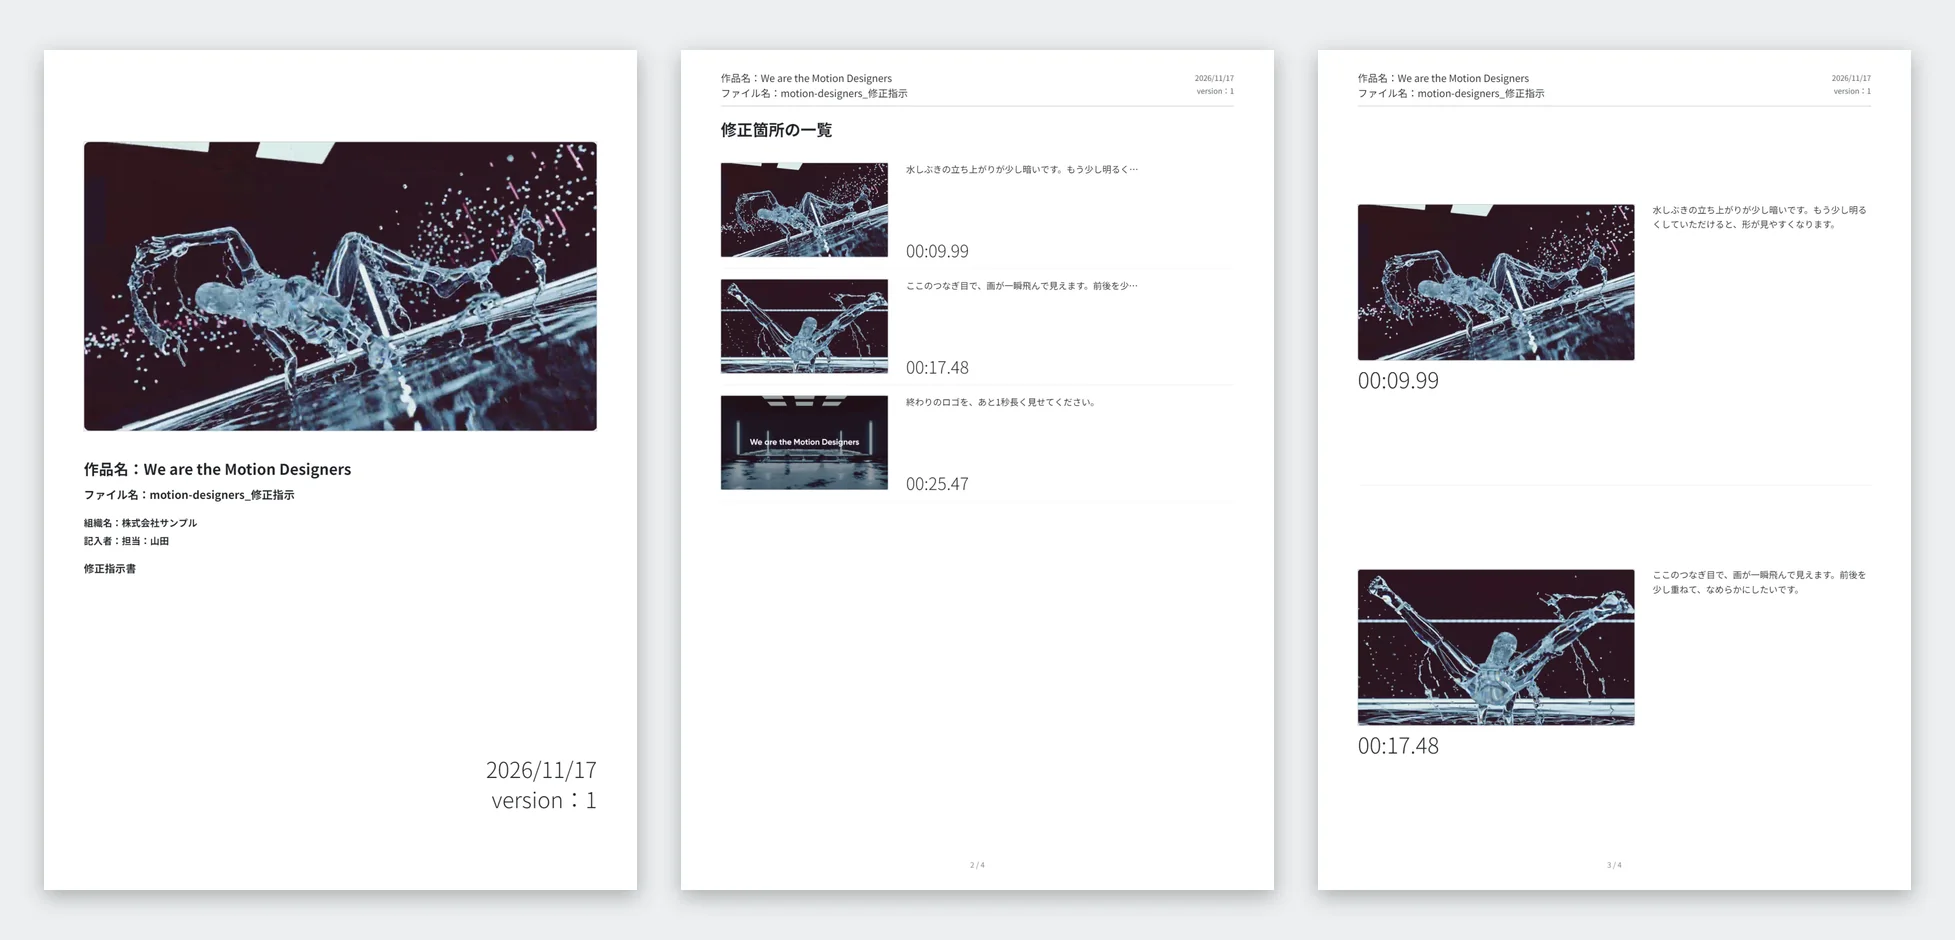 作品名：We are the Motion Designers
ファイル名：motion-designers_修正指示
組織名：株式会社サンプル
記入者：担当：山田
修正指示書
2026/11/17
version：1
作品名：We are the Motion Designers
ファイル名：motion-designers_修正指示
2026/11/17
version：1
修正箇所の一覧
水しぶきの立ち上がりが少し暗いです。もう少し明るく…
00:09.99
ここのつなぎ目で、画が一瞬飛んで見えます。前後を少…
00:17.48
We are the Motion Designers
終わりのロゴを、あと1秒長く見せてください。
00:25.47
2 / 4
作品名：We are the Motion Designers
ファイル名：motion-designers_修正指示
2026/11/17
version：1
水しぶきの立ち上がりが少し暗いです。もう少し明る
くしていただけると、形が見やすくなります。
00:09.99
ここのつなぎ目で、画が一瞬飛んで見えます。前後を
少し重ねて、なめらかにしたいです。
00:17.48
3 / 4